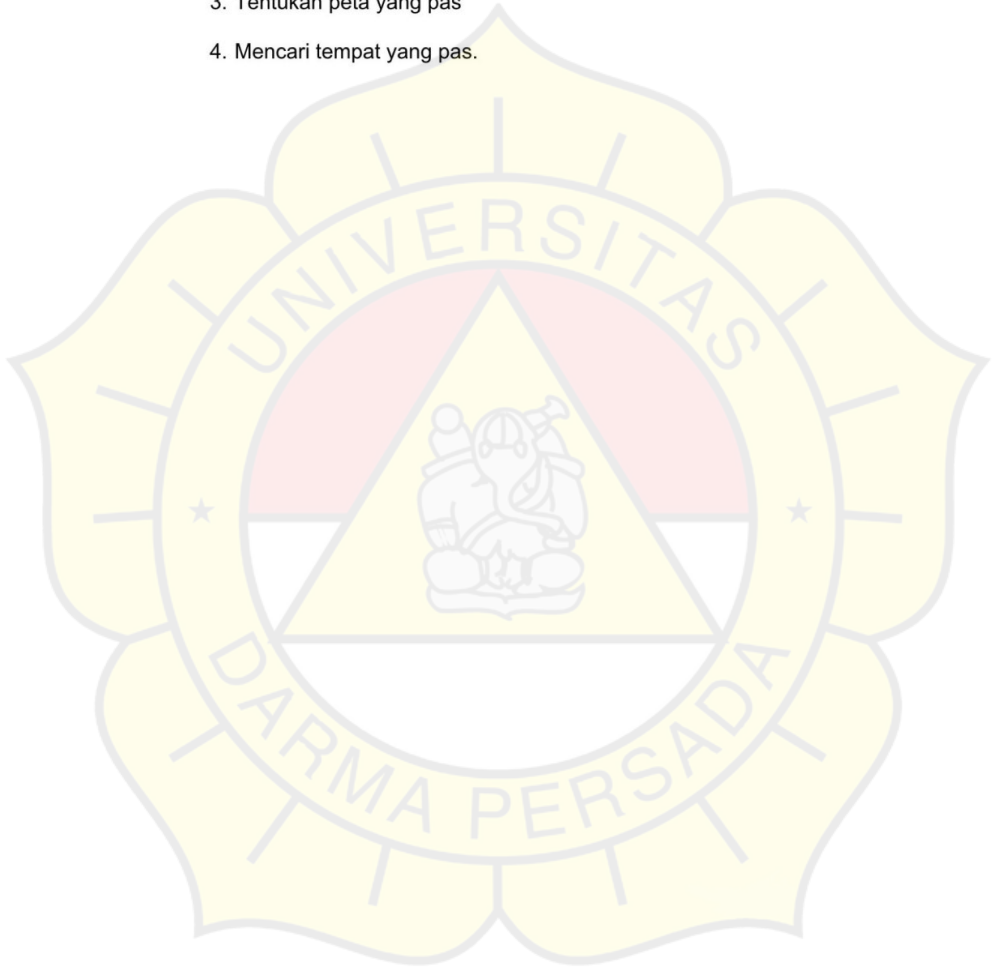 3. Tentukan peta yang pas
4. Mencari tempat yang pas.
UNIVERSITAS
DARMA PERSADA